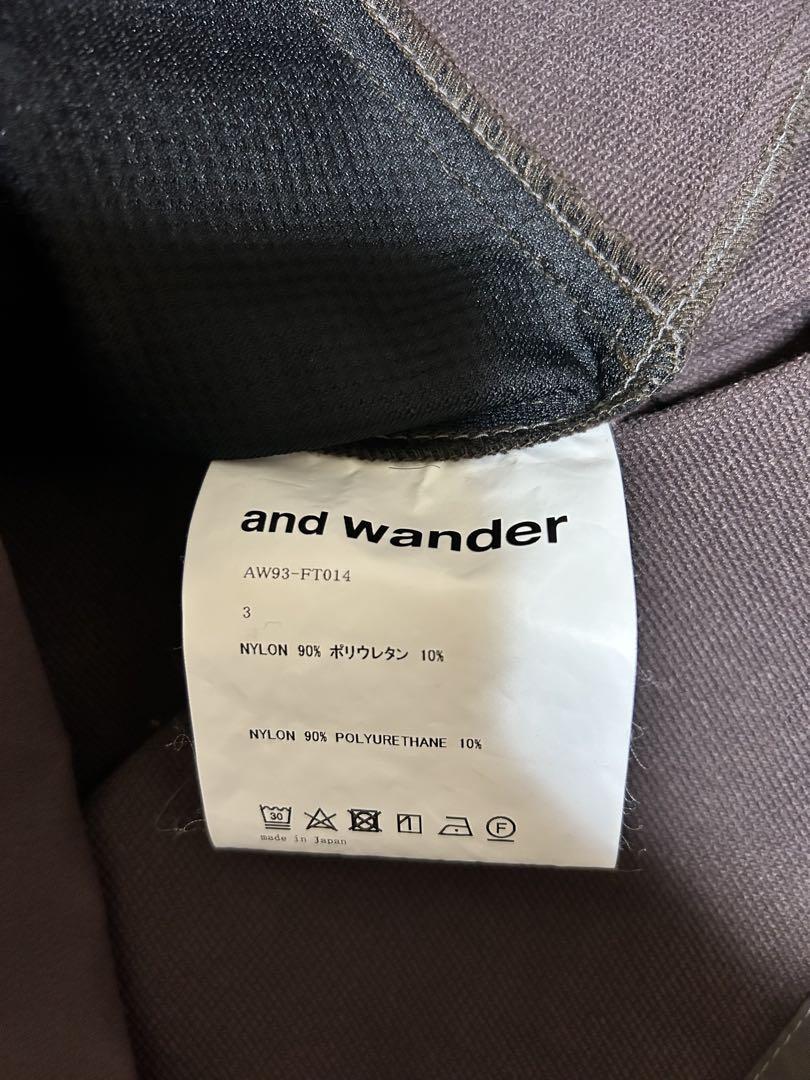 and wander
AW93-FT014
3
NYLON 90% ポリウレタン 10%
NYLON 90% POLYURETHANE 10%
30 F
made in Japan